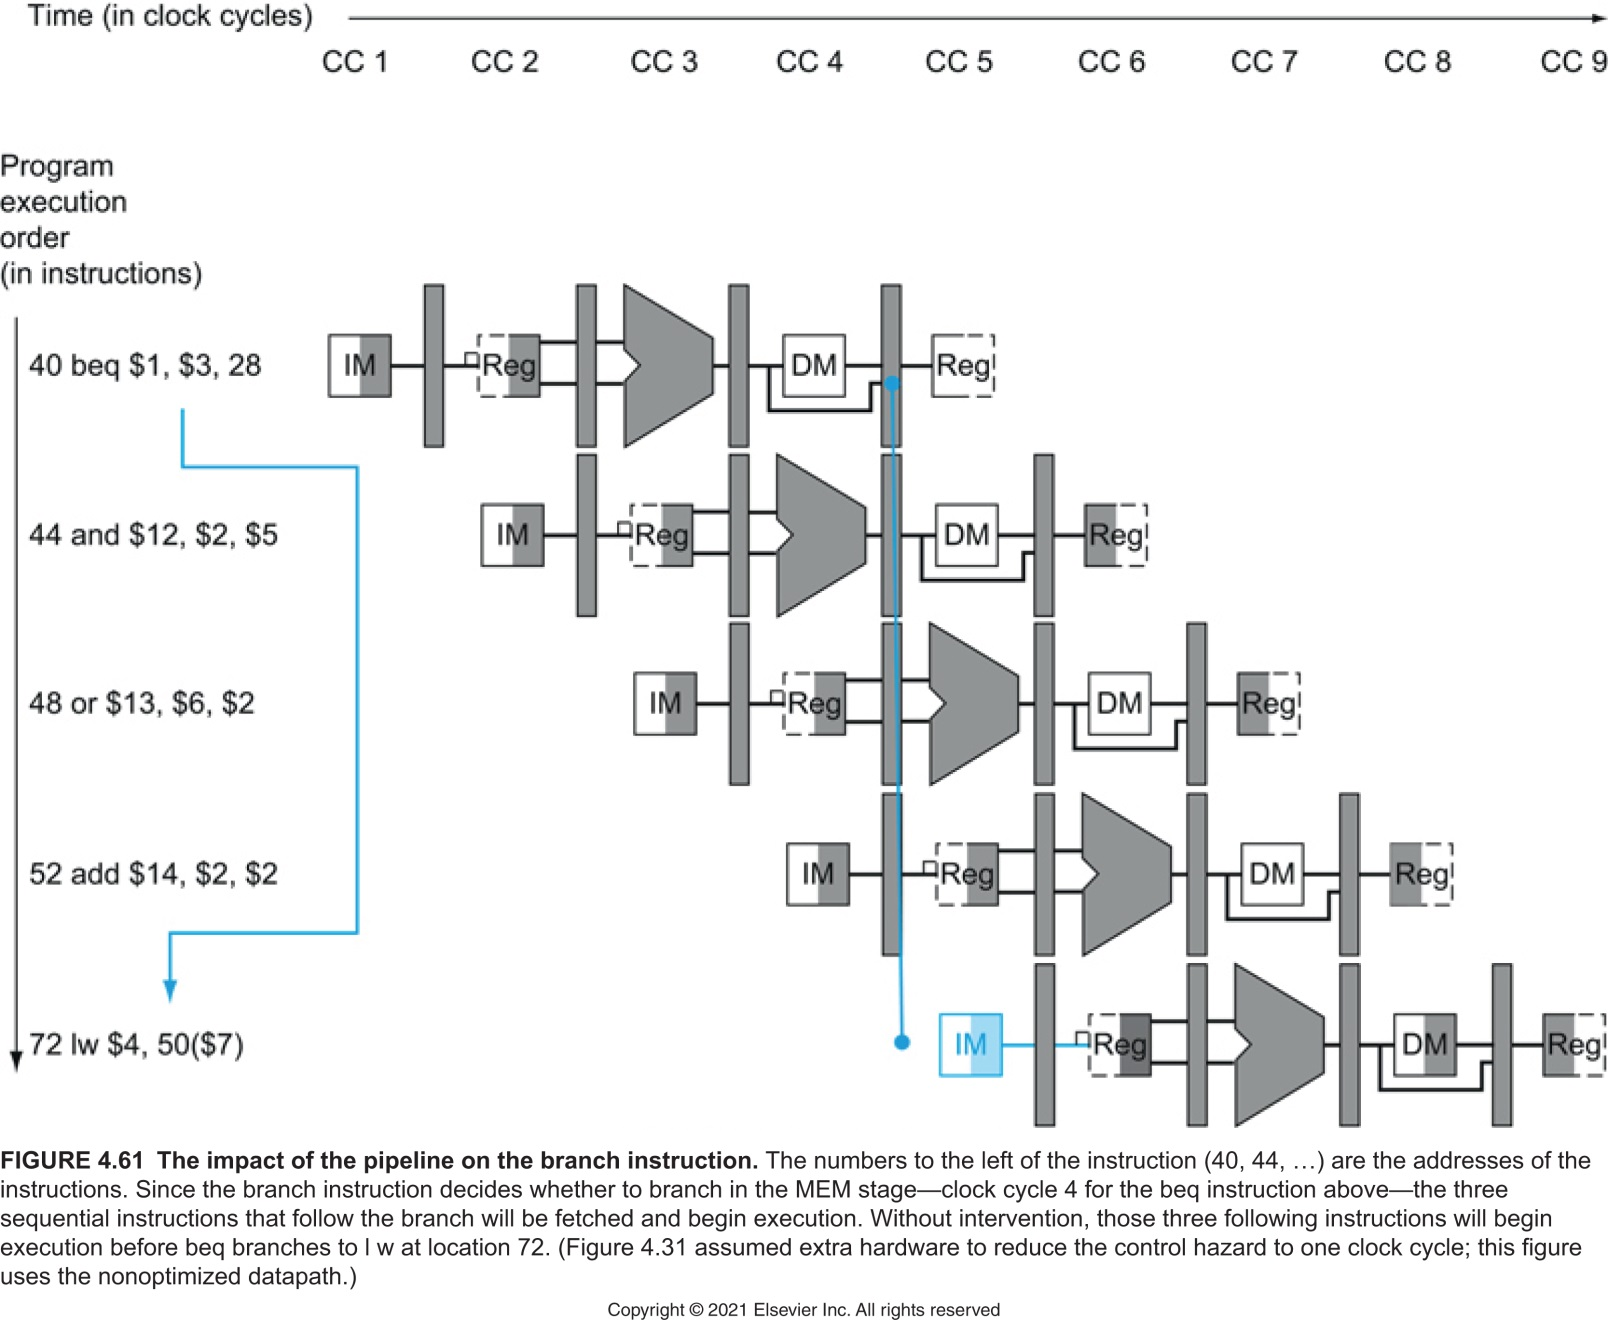 Time (in clock cycles)
CC 1 CC 2 CC 3 CC 4 CC 5 CC 6 CC 7 CC 8 CC 9
Program
execution
order
(in instructions)
40 beq $1, $3, 28 IM Reg DM Reg
44 and $12, $2, $5 IM Reg DM Reg
48 or $13, $6, $2 IM Reg DM Reg
52 add $14, $2, $2 IM Reg DM Reg
72 lw $4, 50($7) IM Reg DM Reg
FIGURE 4.61 The impact of the pipeline on the branch instruction. The numbers to the left of the instruction (40, 44, …) are the addresses of the
instructions. Since the branch instruction decides whether to branch in the MEM stage—clock cycle 4 for the beq instruction above—the three
sequential instructions that follow the branch will be fetched and begin execution. Without intervention, those three following instructions will begin
execution before beq branches to l w at location 72. (Figure 4.31 assumed extra hardware to reduce the control hazard to one clock cycle; this figure
uses the nonoptimized datapath.)
Copyright © 2021 Elsevier Inc. All rights reserved